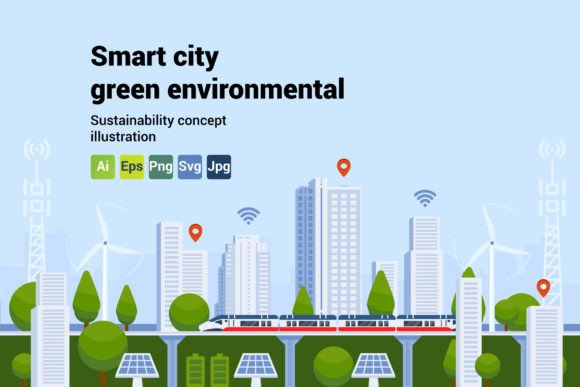 Smart city
green environmental
Sustainability concept
illustration
Ai Eps Png Svg Jpg